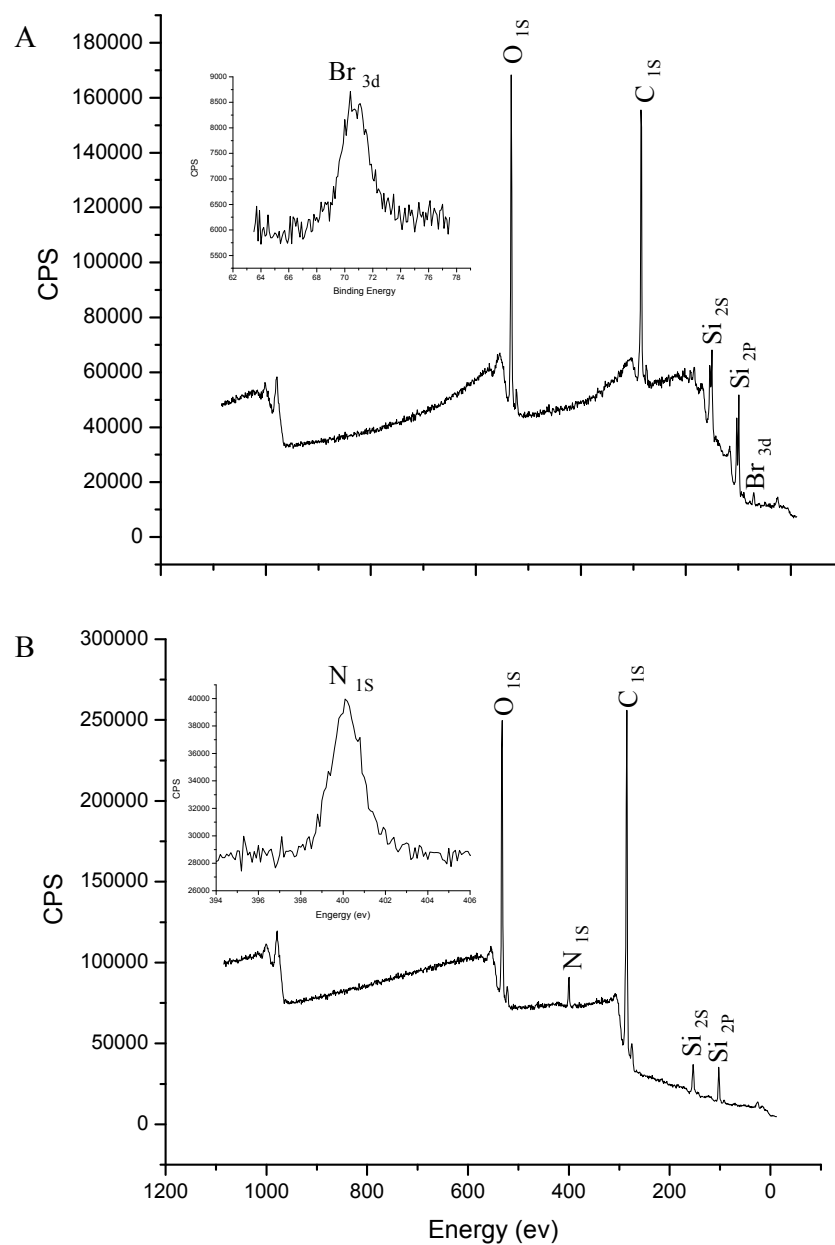 A
CPS
180000
160000
140000
120000
100000
80000
60000
40000
20000
0
Br 3d
CPS
9000
8500
8000
7500
7000
6500
6000
5500
62 64 66 68 70 72 74 76 78
Binding Energy
O 1S
C 1S
Si 2S
Si 2P
Br 3d
B
CPS
300000
250000
200000
150000
100000
50000
0
N 1S
CPS
40000
38000
36000
34000
32000
30000
28000
26000
394 396 398 400 402 404 406
Engergy (ev)
O 1S
N 1S
C 1S
Si 2S
Si 2P
1200 1000 800 600 400 200 0
Energy (ev)